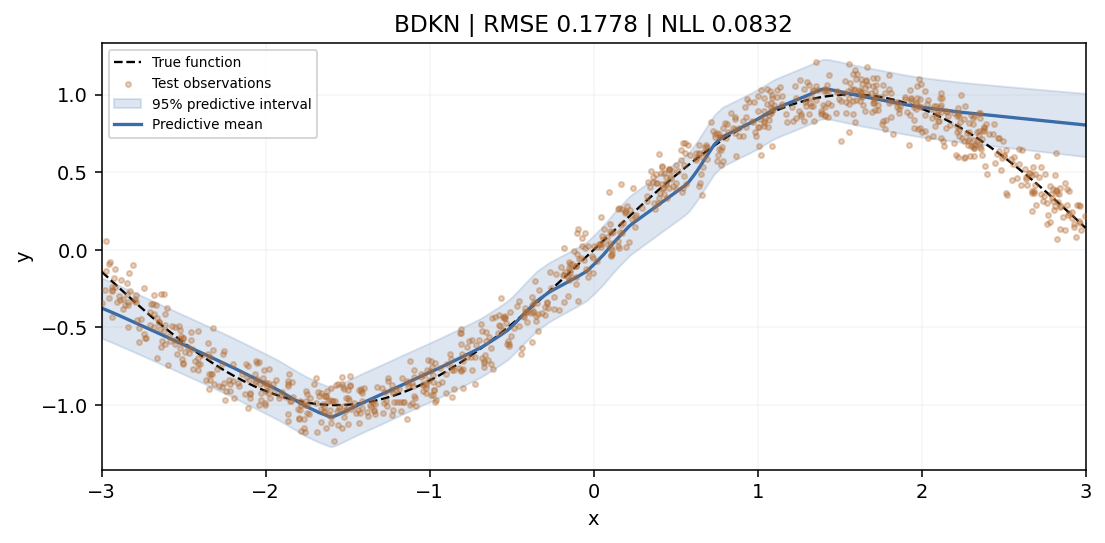 BDKN | RMSE 0.1778 | NLL 0.0832
True function
Test observations
95% predictive interval
Predictive mean
1.0
0.5
0.0
−0.5
−1.0
y
−3
−2
−1
0
1
2
3
x